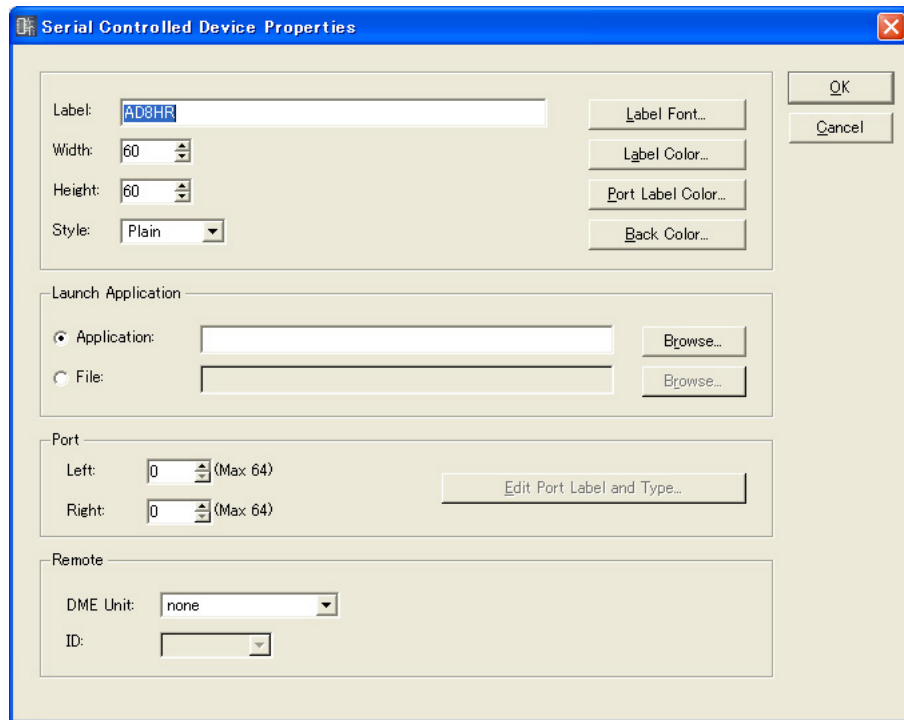 Serial Controlled Device Properties
OK
Cancel
Label: AD8HR Label Font...
Width: 60 Label Color...
Height: 60 Port Label Color...
Style: Plain Back Color...
Launch Application
Application: Browse...
File: Browse...
Port
Left: 0 (Max 64)
Edit Port Label and Type...
Right: 0 (Max 64)
Remote
DME Unit: none
ID: